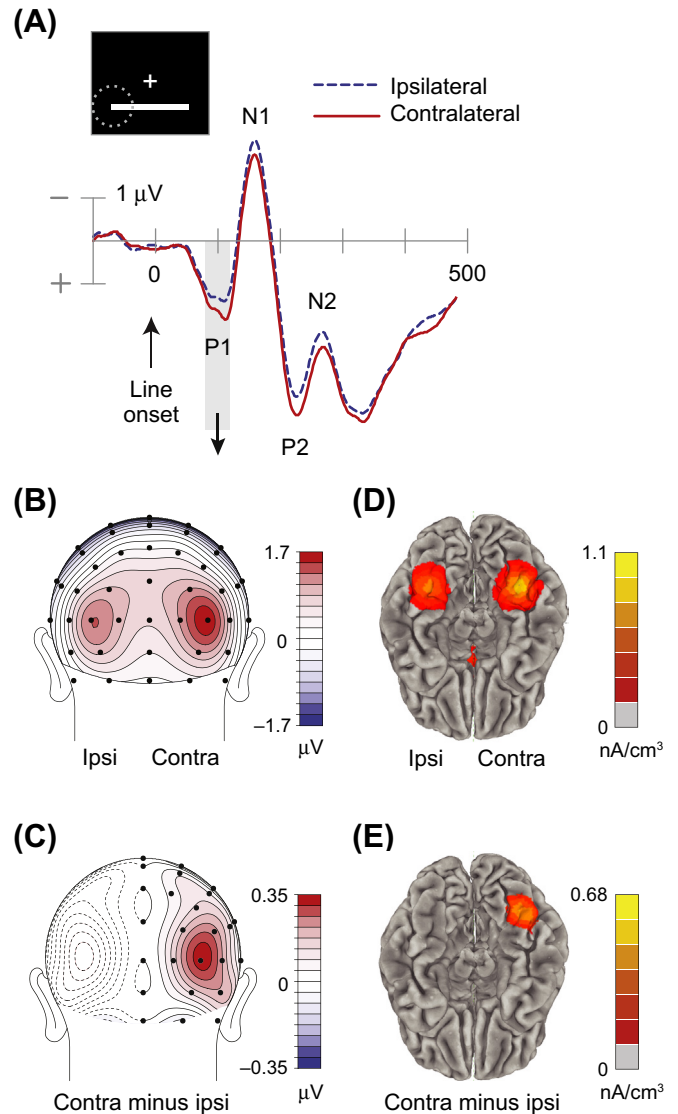 (A)
+
Ipsilateral
Contralateral
N1
− 1 μV
+
0
500
N2
P1
Line
onset
P2
(B)
(D)
1.7
0
−1.7
μV
Ipsi Contra
1.1
0
nA/cm³
Ipsi Contra
(C)
(E)
0.35
0
−0.35
μV
Contra minus ipsi
0.68
0
nA/cm³
Contra minus ipsi